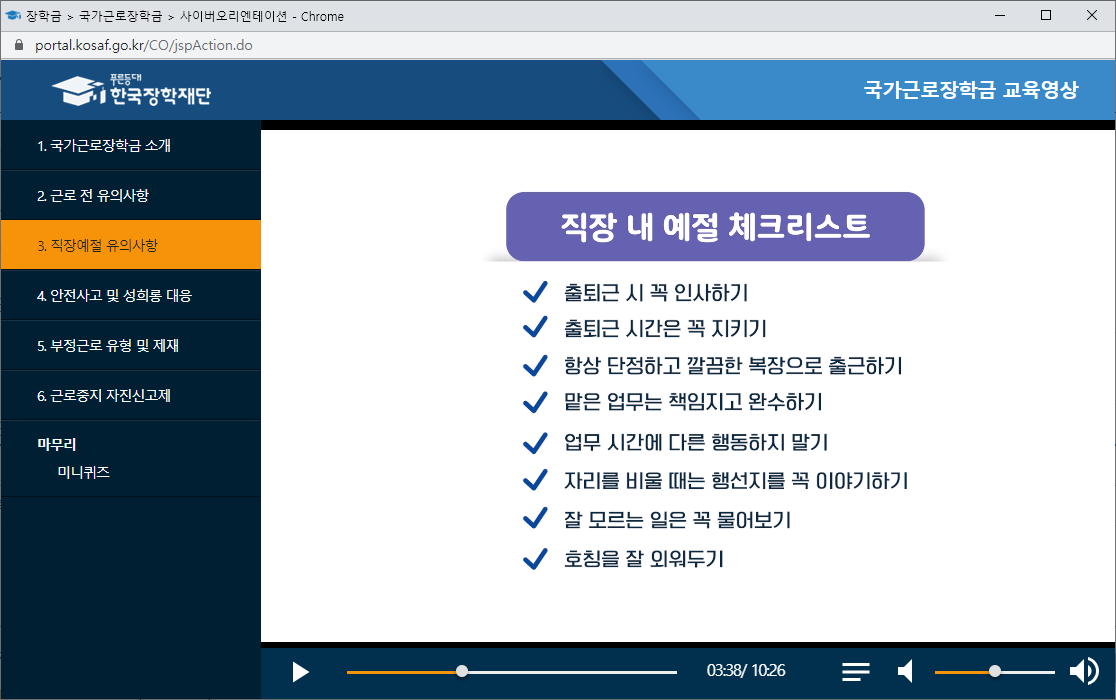 장학금 > 국가근로장학금 > 사이버오리엔테이션 - Chrome
portal.kosaf.go.kr/CO/jspAction.do
푸른등대
한국장학재단
국가근로장학금 교육영상
1. 국가근로장학금 소개
2. 근로 전 유의사항
3. 직장예절 유의사항
4. 안전사고 및 성희롱 대응
5. 부정근로 유형 및 제재
6. 근로중지 자진신고제
마무리
미니퀴즈
직장 내 예절 체크리스트
출퇴근 시 꼭 인사하기
출퇴근 시간은 꼭 지키기
항상 단정하고 깔끔한 복장으로 출근하기
맡은 업무는 책임지고 완수하기
업무 시간에 다른 행동하지 말기
자리를 비울 때는 행선지를 꼭 이야기하기
잘 모르는 일은 꼭 물어보기
호칭을 잘 외워두기
03:38/ 10:26